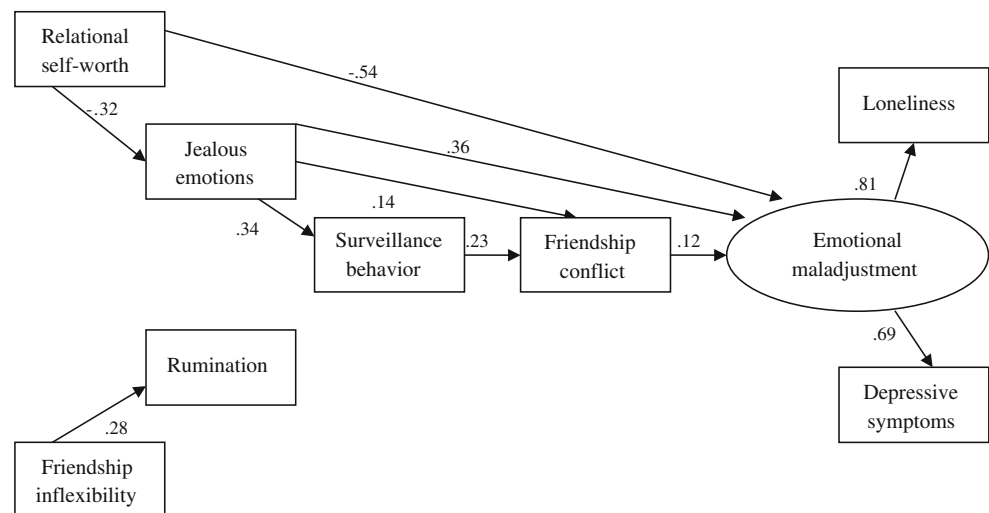 Relational
self-worth
-.54
-.32
Loneliness
Jealous
emotions
.36
.81
.14
.34
Surveillance
behavior
.23
Friendship
conflict
.12
Emotional
maladjustment
.69
Rumination
Depressive
symptoms
.28
Friendship
inflexibility